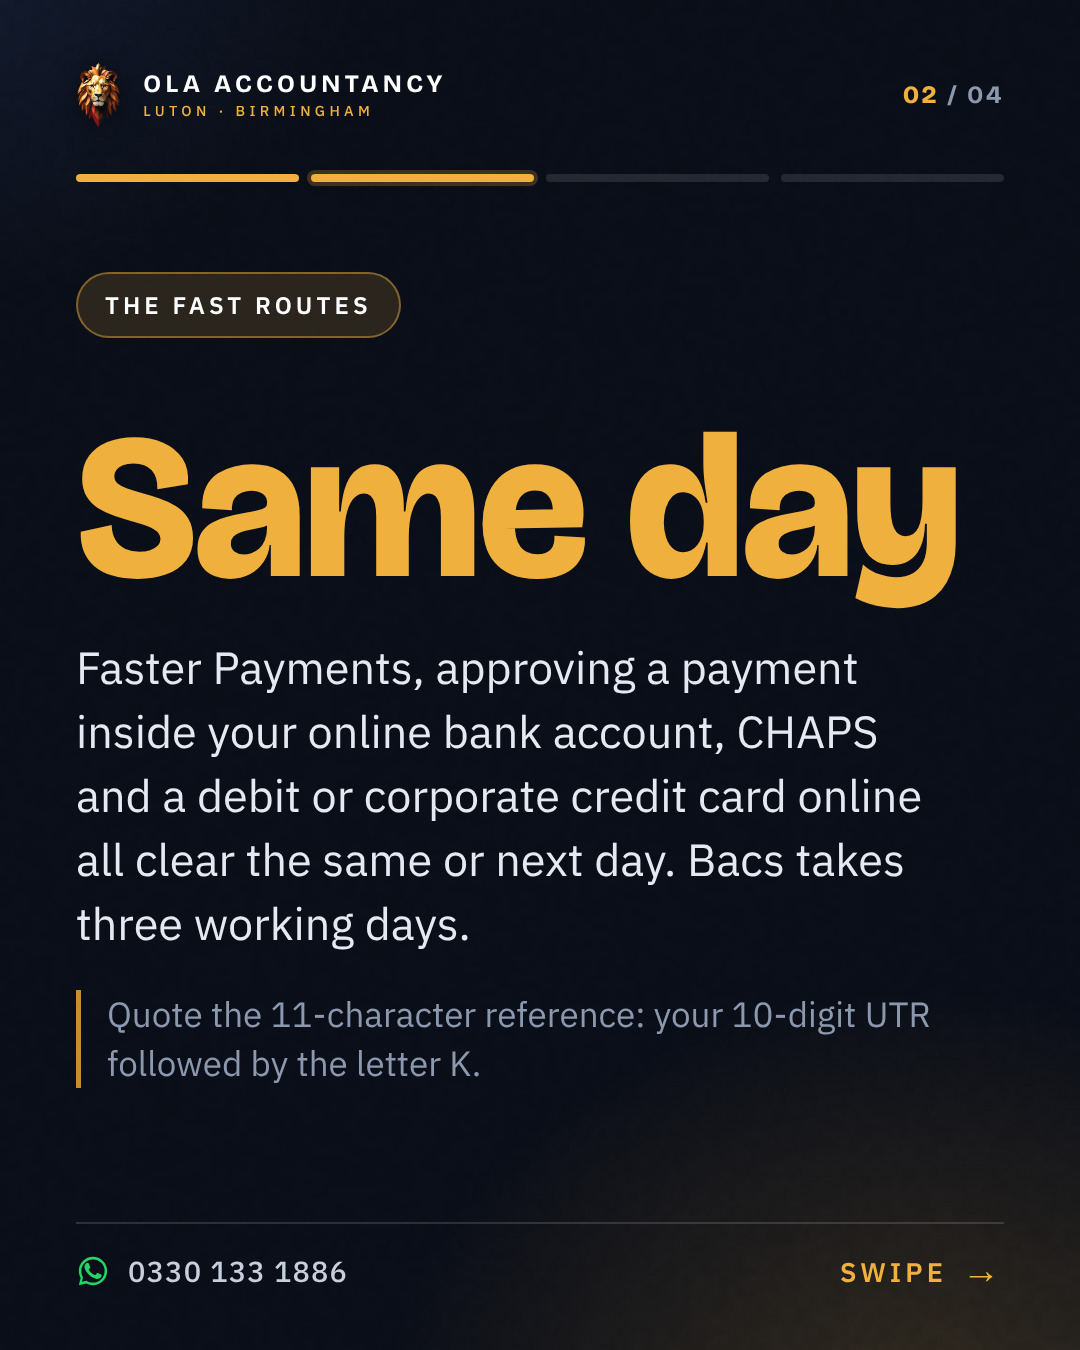 OLA ACCOUNTANCY
LUTON · BIRMINGHAM
02 / 04
THE FAST ROUTES
Same day
Faster Payments, approving a payment
inside your online bank account, CHAPS
and a debit or corporate credit card online
all clear the same or next day. Bacs takes
three working days.
Quote the 11-character reference: your 10-digit UTR
followed by the letter K.
0330 133 1886
SWIPE →